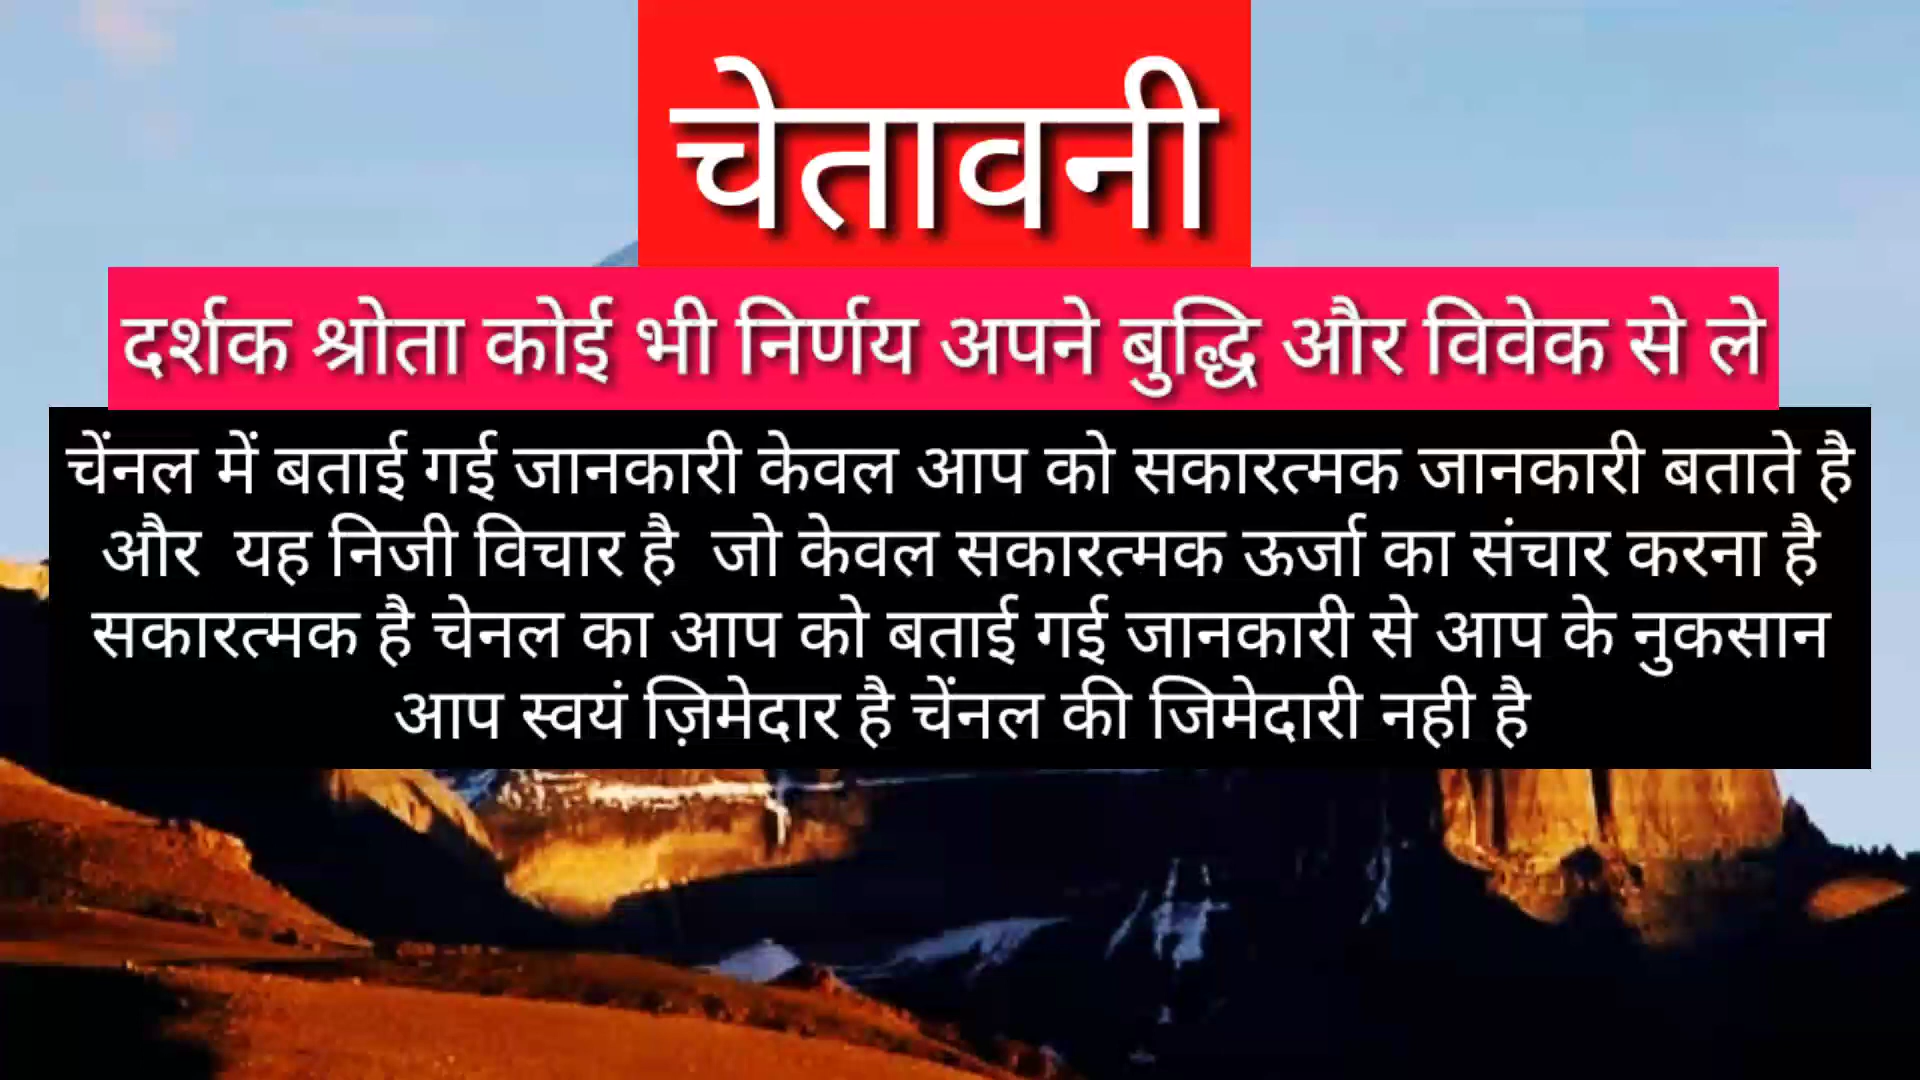 चेतावनी
दर्शक श्रोता कोई भी निर्णय अपने बुद्धि और विवेक से ले
चेंनल में बताई गई जानकारी केवल आप को सकारत्मक जानकारी बताते है
और यह निजी विचार है जो केवल सकारत्मक ऊर्जा का संचार करना है
सकारत्मक है चेनल का आप को बताई गई जानकारी से आप के नुकसान
आप स्वयं ज़िमेदार है चेंनल की जिमेदारी नही है